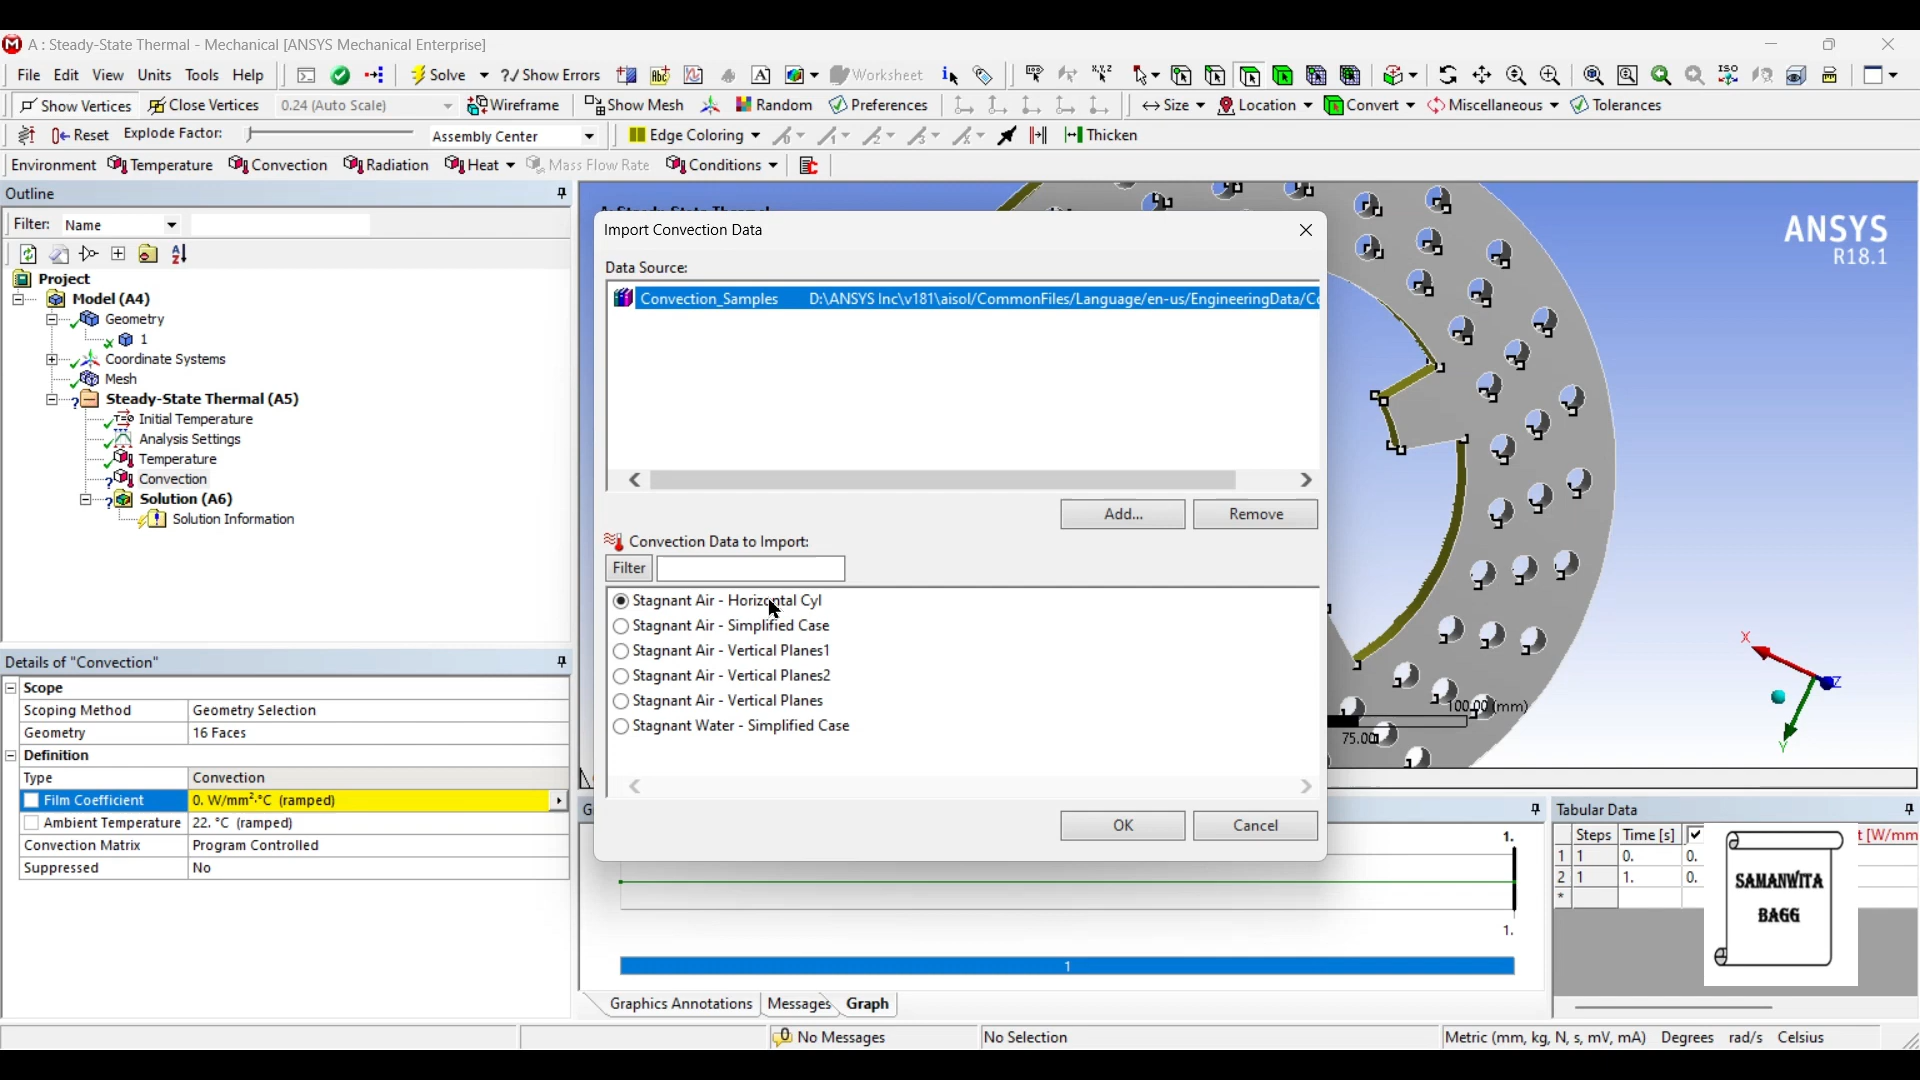 A : Steady-State Thermal - Mechanical [ANSYS Mechanical Enterprise]
File Edit View Units Tools Help Solve ?/ Show Errors Worksheet
Show Vertices Close Vertices 0.24 (Auto Scale) Wireframe Show Mesh Random Preferences Size Location Convert Miscellaneous Tolerances
Reset Explode Factor: Assembly Center Edge Coloring Thicken
Environment Temperature Convection Radiation Heat Mass Flow Rate Conditions
Outline
Filter: Name
Project
Model (A4)
Geometry
1
Coordinate Systems
Mesh
Steady-State Thermal (A5)
Initial Temperature
Analysis Settings
Temperature
Convection
Solution (A6)
Solution Information
Details of "Convection"
Scope
Scoping Method Geometry Selection
Geometry 16 Faces
Definition
Type Convection
Film Coefficient 0. W/mm²·°C (ramped)
Ambient Temperature 22. °C (ramped)
Convection Matrix Program Controlled
Suppressed No
Import Convection Data
Data Source:
Convection_Samples D:\ANSYS Inc\v181\aisol/CommonFiles/Language/en-us/EngineeringData/Co
Add... Remove
Convection Data to Import:
Filter
Stagnant Air - Horizontal Cyl
Stagnant Air - Simplified Case
Stagnant Air - Vertical Planes1
Stagnant Air - Vertical Planes2
Stagnant Air - Vertical Planes
Stagnant Water - Simplified Case
OK Cancel
ANSYS
R18.1
X
Z
Y
100.00 (mm)
75.00
1.
1.
1
Graphics Annotations Messages Graph
Tabular Data
Steps Time [s] t [W/mm
1 1 0. 0.
2 1 1. 0.
*
SAMANWITA
BAGG
No Messages No Selection Metric (mm, kg, N, s, mV, mA) Degrees rad/s Celsius